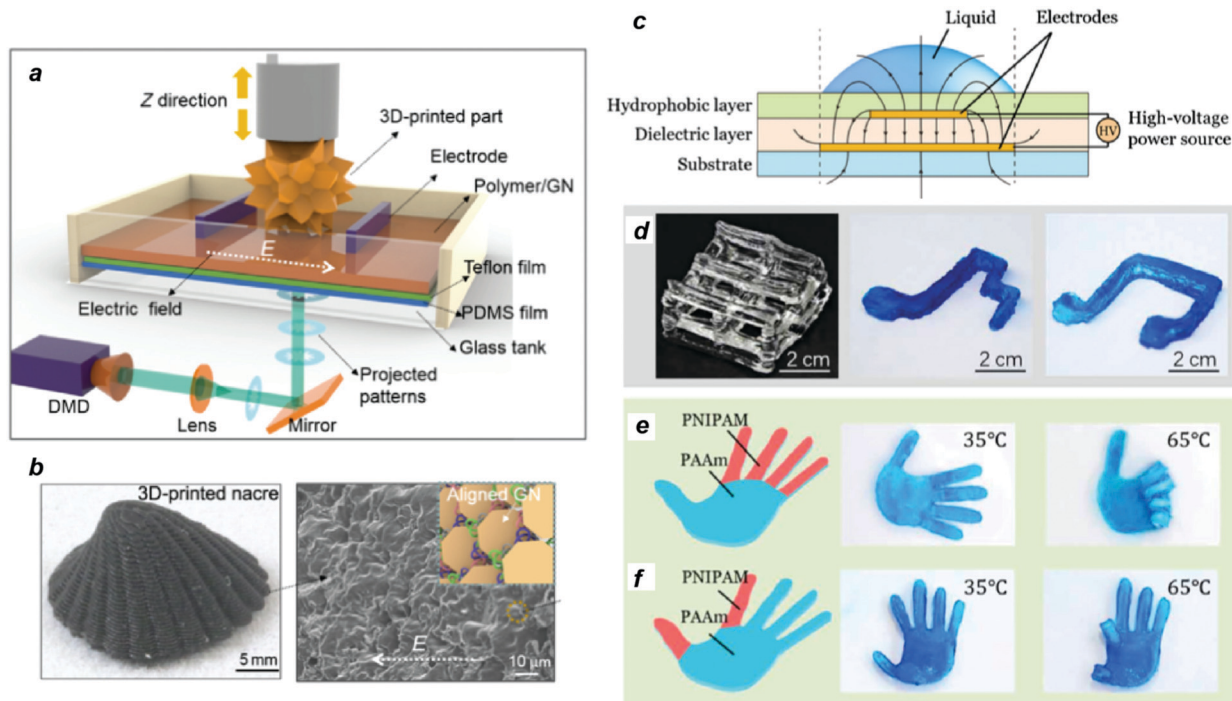 a
Z direction
3D-printed part
Electrode
Polymer/GN
E
Teflon film
Electric field
PDMS film
Glass tank
Projected
patterns
DMD
Lens
Mirror
b
3D-printed nacre
5 mm
Aligned GN
E
10 µm
c
Liquid
Electrodes
Hydrophobic layer
Dielectric layer
Substrate
HV
High-voltage
power source
d
2 cm
2 cm
2 cm
e
PNIPAM
PAAm
35°C
65°C
f
PNIPAM
PAAm
35°C
65°C